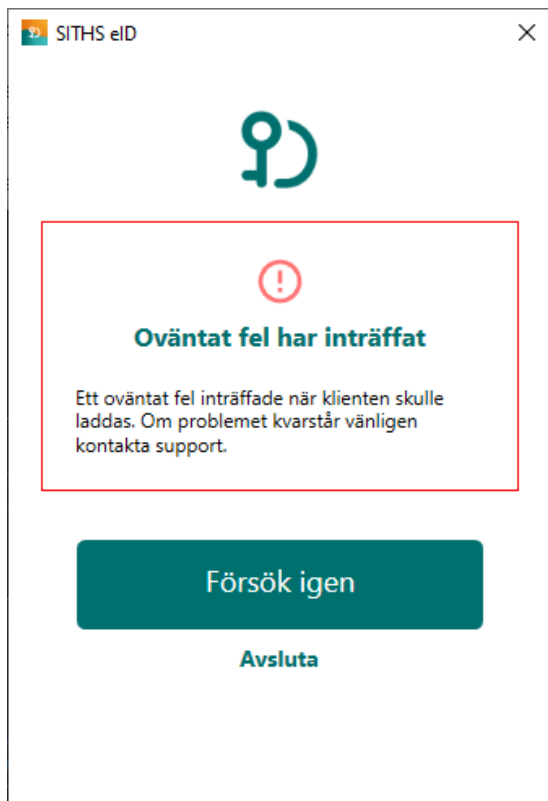 SITHS eID
Oväntat fel har inträffat
Ett oväntat fel inträffade när klienten skulle
laddas. Om problemet kvarstår vänligen
kontakta support.
Försök igen
Avsluta